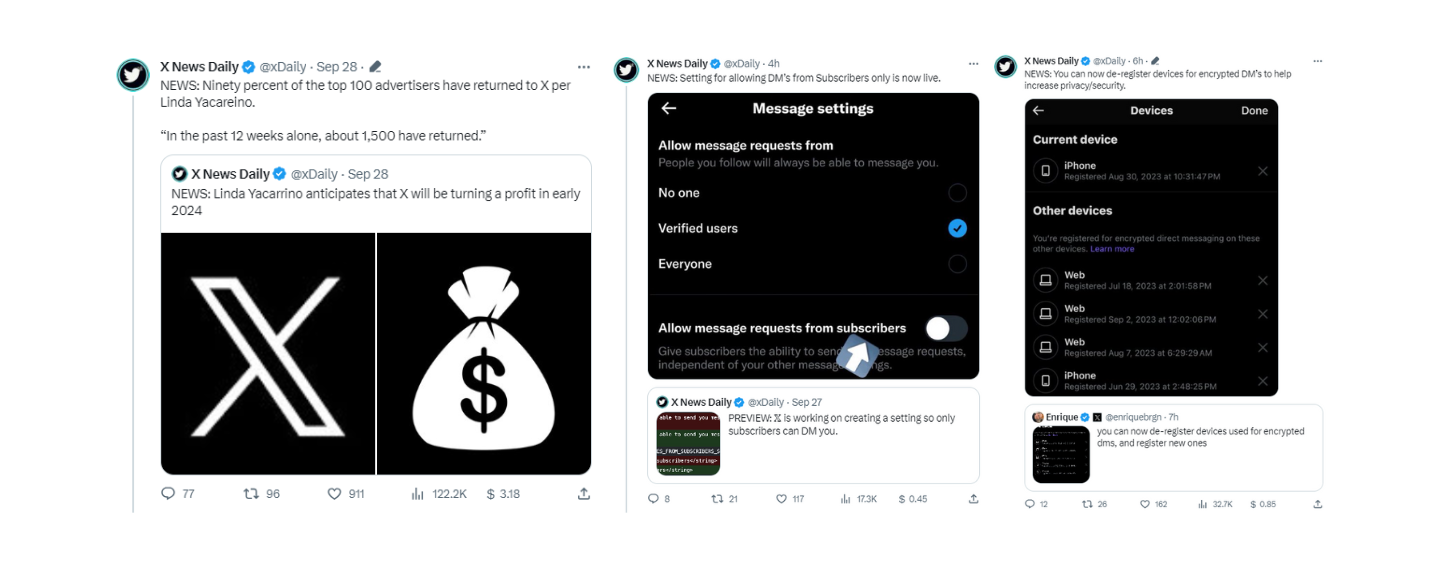 X News Daily @xDaily · Sep 28 ·
NEWS: Ninety percent of the top 100 advertisers have returned to X per
Linda Yacareino.
“In the past 12 weeks alone, about 1,500 have returned.”
X News Daily @xDaily · Sep 28
NEWS: Linda Yacarrino anticipates that X will be turning a profit in early
2024
$
77 96 911 122.2K $ 3.18
X News Daily @xDaily · 4h
NEWS: Setting for allowing DM’s from Subscribers only is now live.
Message settings
Allow message requests from
People you follow will always be able to message you.
No one
Verified users
Everyone
Allow message requests from subscribers
Give subscribers the ability to send message requests,
independent of your other message
X News Daily @xDaily · Sep 27
PREVIEW: 𝕏 is working on creating a setting so only
subscribers can DM you.
able to send you
able to send you
subscribers</string>
8 21 117 17.3K $ 0.45
X News Daily @xDaily · 6h ·
NEWS: You can now de-register devices for encrypted DM’s to help
increase privacy/security.
Devices Done
Current device
iPhone
Registered Aug 30, 2023 at 10:31:47 PM
Other devices
You're registered for encrypted direct messaging on these
other devices. Learn more
Web
Registered Jul 18, 2023 at 2:01:58 PM
Web
Registered Sep 2, 2023 at 12:02:06 PM
Web
Registered Aug 7, 2023 at 6:29:29 AM
iPhone
Registered Jun 29, 2023 at 2:48:25 PM
Enrique @enriquebrgn · 7h
you can now de-register devices used for encrypted
dms, and register new ones
12 26 162 32.7K $ 0.85